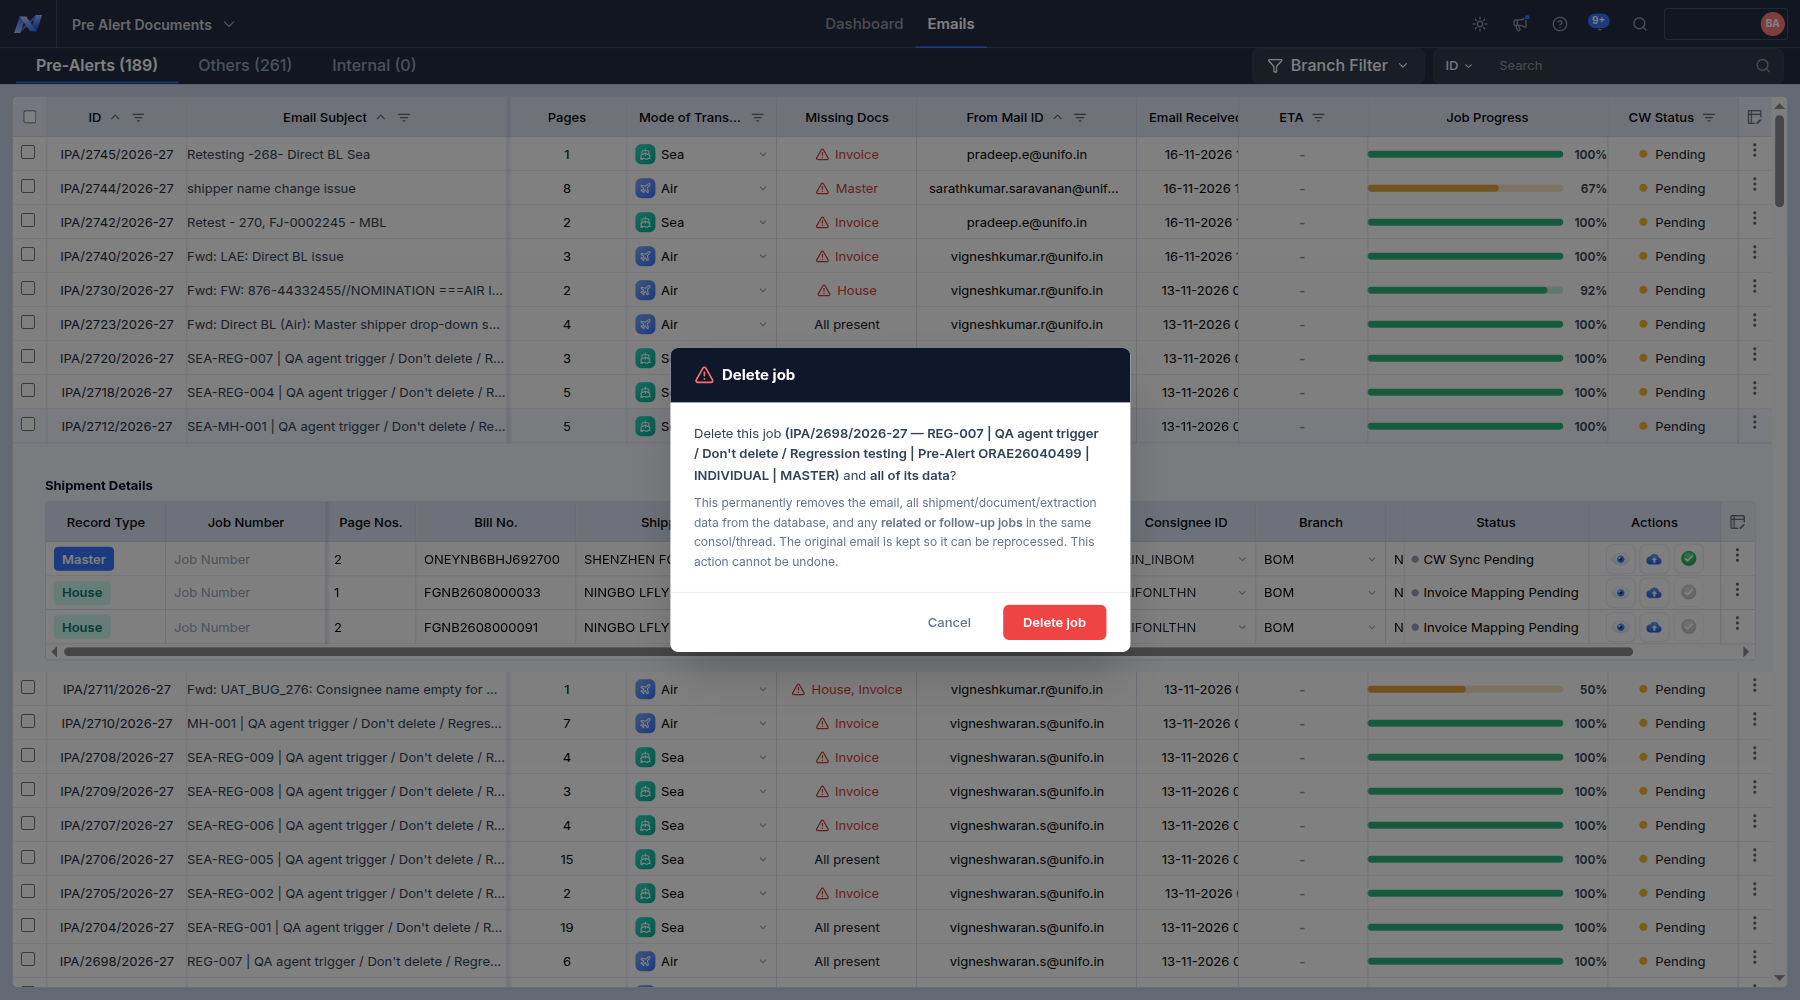 Pre Alert Documents
Dashboard
Emails
9+
BA
Pre-Alerts (189)
Others (261)
Internal (0)
Branch Filter
ID
Search
ID Email Subject Pages Mode of Trans... Missing Docs From Mail ID Email Received ETA Job Progress CW Status
IPA/2745/2026-27 Retesting -268- Direct BL Sea 1 Sea Invoice pradeep.e@unifo.in 16-11-2026 - 100% Pending
IPA/2744/2026-27 shipper name change issue 8 Air Master sarathkumar.saravanan@unif... 16-11-2026 - 67% Pending
IPA/2742/2026-27 Retest - 270, FJ-0002245 - MBL 2 Sea Invoice pradeep.e@unifo.in 16-11-2026 - 100% Pending
IPA/2740/2026-27 Fwd: LAE: Direct BL issue 3 Air Invoice vigneshkumar.r@unifo.in 16-11-2026 - 100% Pending
IPA/2730/2026-27 Fwd: FW: 876-44332455//NOMINATION ===AIR I... 2 Air House vigneshkumar.r@unifo.in 13-11-2026 - 92% Pending
IPA/2723/2026-27 Fwd: Direct BL (Air): Master shipper drop-down s... 4 Air All present vigneshkumar.r@unifo.in 13-11-2026 - 100% Pending
IPA/2720/2026-27 SEA-REG-007 | QA agent trigger / Don't delete / R... 3 13-11-2026 - 100% Pending
IPA/2718/2026-27 SEA-REG-004 | QA agent trigger / Don't delete / R... 5 13-11-2026 - 100% Pending
IPA/2712/2026-27 SEA-MH-001 | QA agent trigger / Don't delete / Re... 5 13-11-2026 - 100% Pending
Delete job
Delete this job (IPA/2698/2026-27 — REG-007 | QA agent trigger
/ Don't delete / Regression testing | Pre-Alert ORAE26040499 |
INDIVIDUAL | MASTER) and all of its data?
This permanently removes the email, all shipment/document/extraction
data from the database, and any related or follow-up jobs in the same
consol/thread. The original email is kept so it can be reprocessed. This
action cannot be undone.
Cancel
Delete job
Shipment Details
Record Type Job Number Page Nos. Bill No. Consignee ID Branch Status Actions
Master Job Number 2 ONEYNB6BHJ692700 SHENZHEN IN_INBOM BOM N CW Sync Pending
House Job Number 1 FGNB2608000033 NINGBO LFLY IFONLTHN BOM N Invoice Mapping Pending
House Job Number 2 FGNB2608000091 NINGBO LFLY IFONLTHN BOM N Invoice Mapping Pending
IPA/2711/2026-27 Fwd: UAT_BUG_276: Consignee name empty for ... 1 Air House, Invoice vigneshkumar.r@unifo.in 13-11-2026 - 50% Pending
IPA/2710/2026-27 MH-001 | QA agent trigger / Don't delete / Regres... 7 Air Invoice vigneshwaran.s@unifo.in 13-11-2026 - 100% Pending
IPA/2708/2026-27 SEA-REG-009 | QA agent trigger / Don't delete / R... 4 Sea Invoice vigneshwaran.s@unifo.in 13-11-2026 - 100% Pending
IPA/2709/2026-27 SEA-REG-008 | QA agent trigger / Don't delete / R... 3 Sea Invoice vigneshwaran.s@unifo.in 13-11-2026 - 100% Pending
IPA/2707/2026-27 SEA-REG-006 | QA agent trigger / Don't delete / R... 4 Sea Invoice vigneshwaran.s@unifo.in 13-11-2026 - 100% Pending
IPA/2706/2026-27 SEA-REG-005 | QA agent trigger / Don't delete / R... 15 Sea All present vigneshwaran.s@unifo.in 13-11-2026 - 100% Pending
IPA/2705/2026-27 SEA-REG-002 | QA agent trigger / Don't delete / R... 2 Sea Invoice vigneshwaran.s@unifo.in 13-11-2026 - 100% Pending
IPA/2704/2026-27 SEA-REG-001 | QA agent trigger / Don't delete / R... 19 Sea All present vigneshwaran.s@unifo.in 13-11-2026 - 100% Pending
IPA/2698/2026-27 REG-007 | QA agent trigger / Don't delete / Regre... 6 Air All present vigneshwaran.s@unifo.in 13-11-2026 - 100% Pending